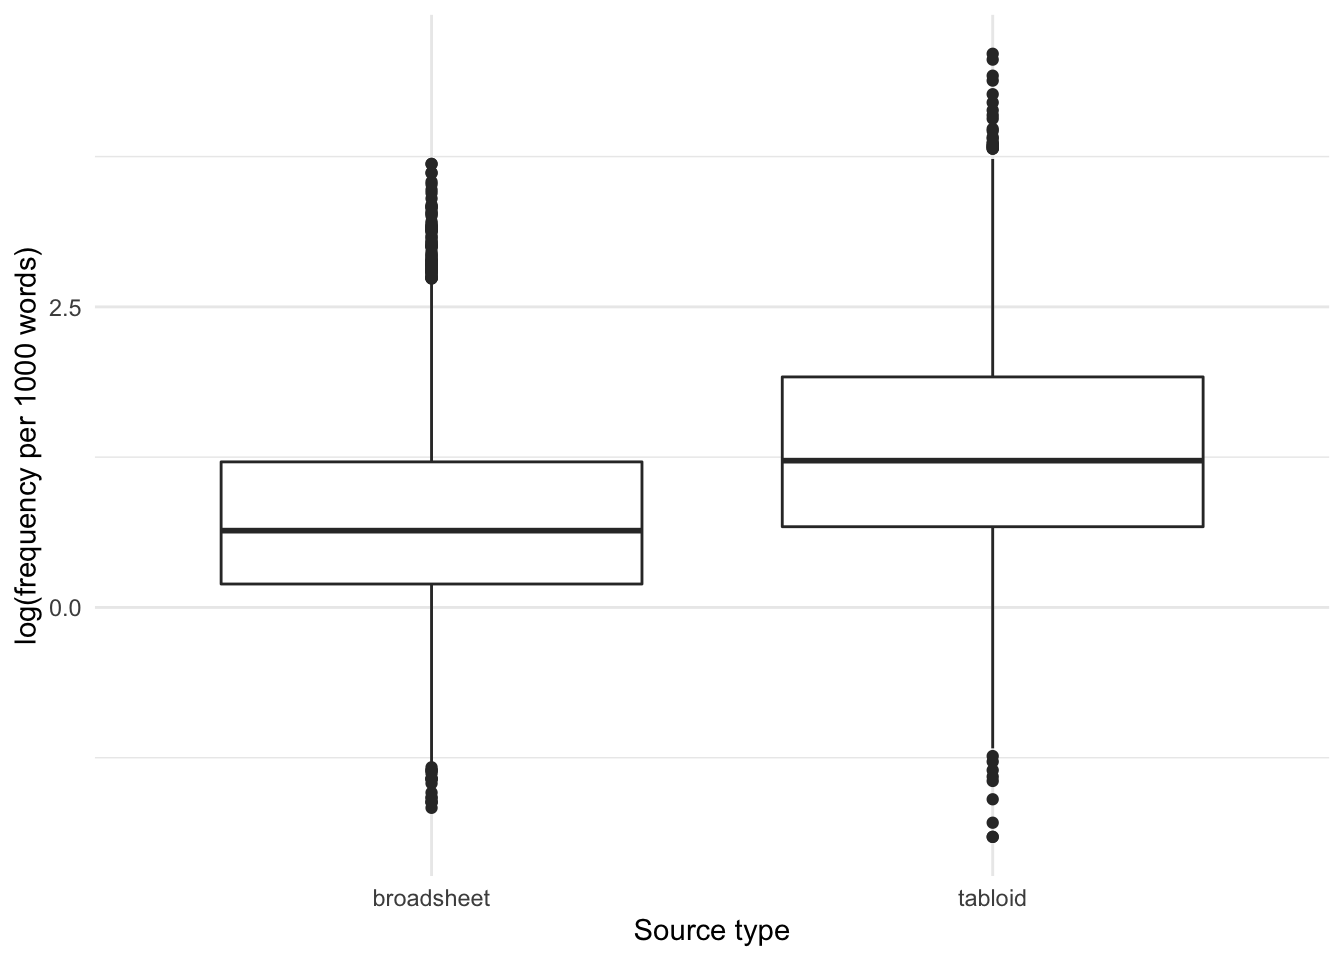 log(frequency per 1000 words)
2.5
0.0
broadsheet
tabloid
Source type